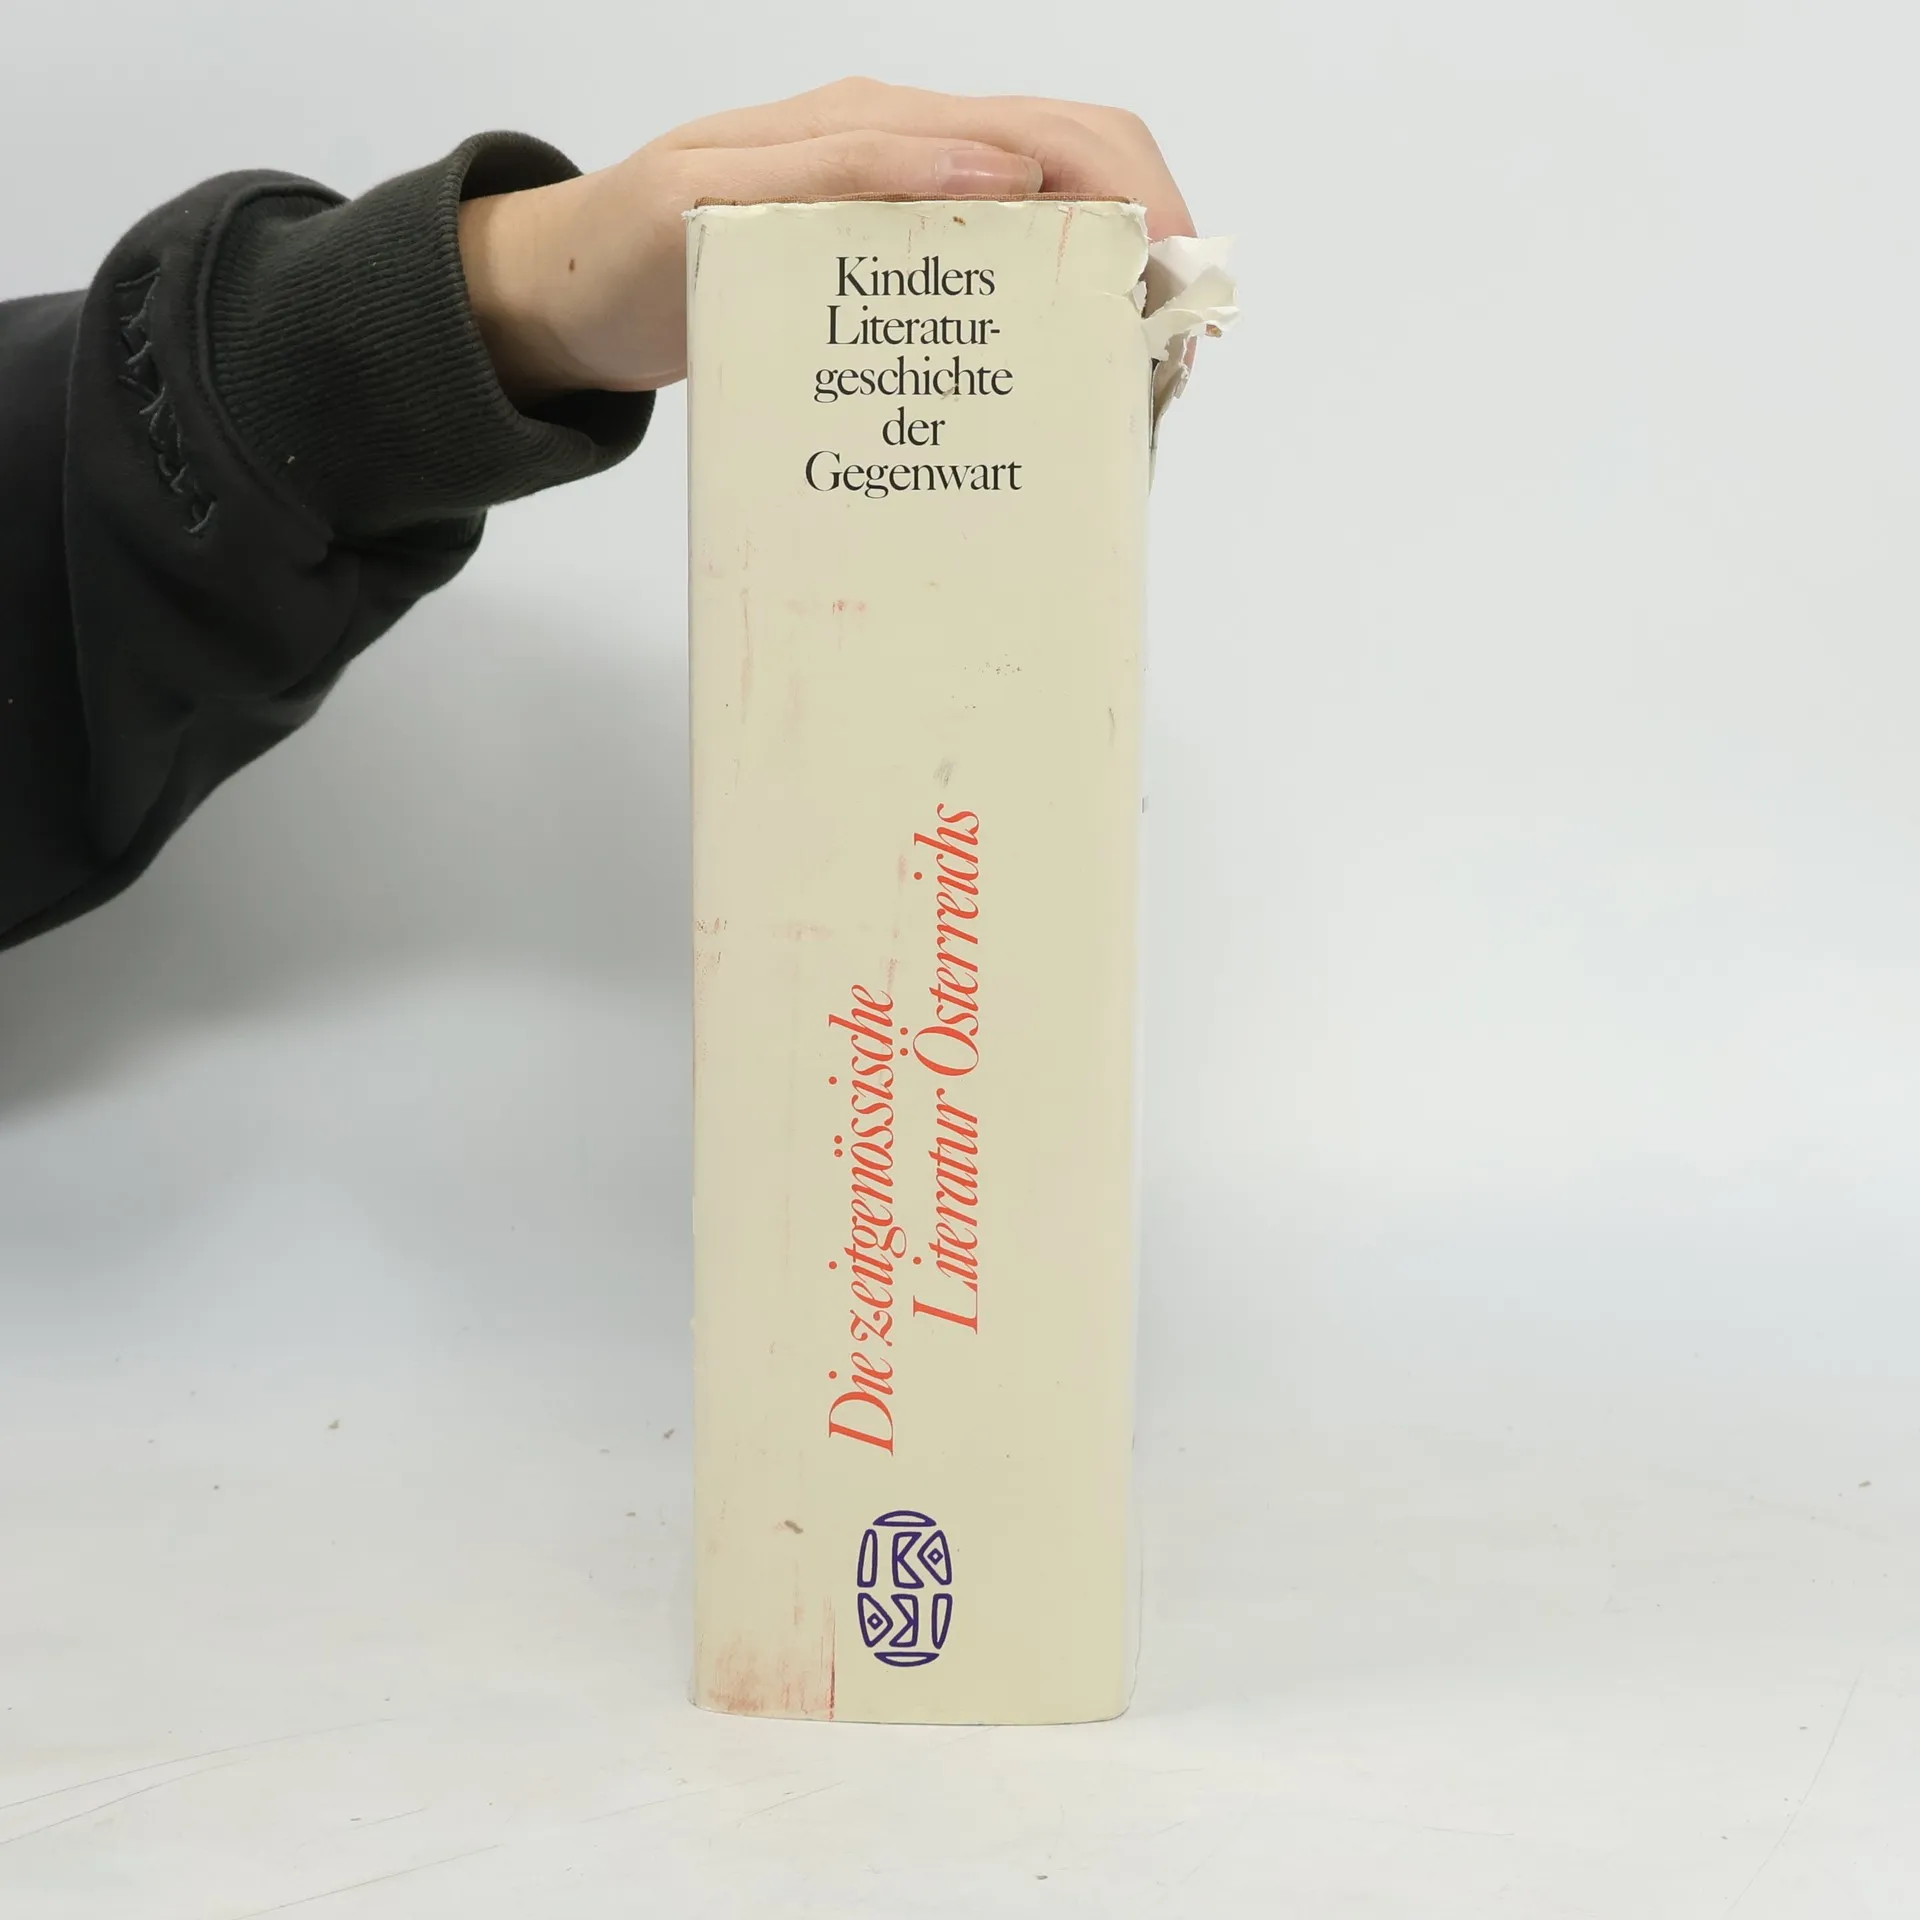 Kindlers
Literatur-
geschichte
der
Gegenwart
Die zeitgenössische
Literatur Österreichs